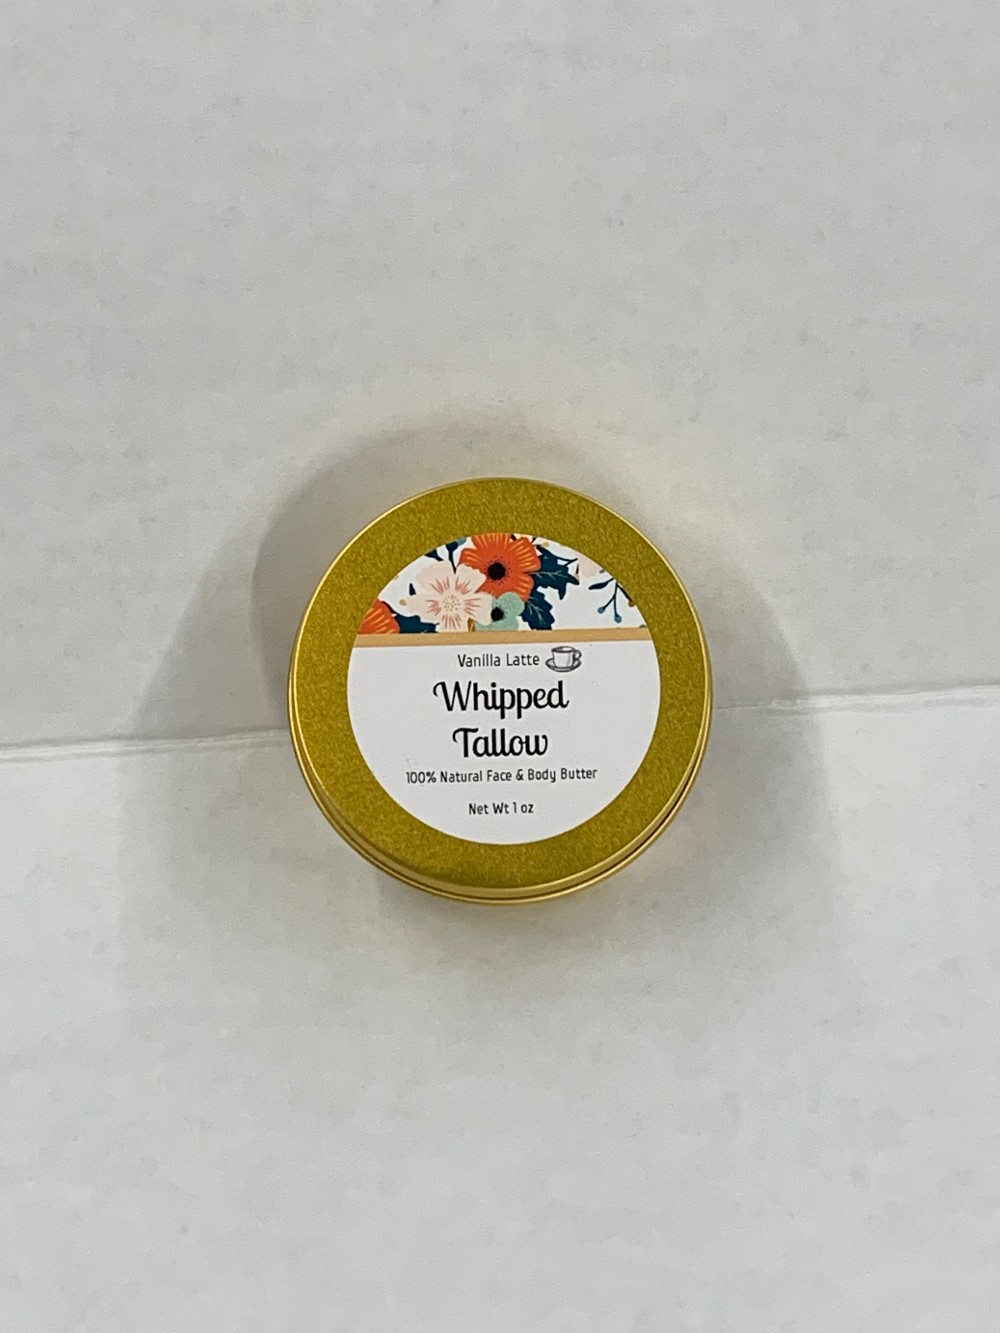 Vanilla Latte
Whipped
Tallow
100% Natural Face & Body Butter
Net Wt 1 oz